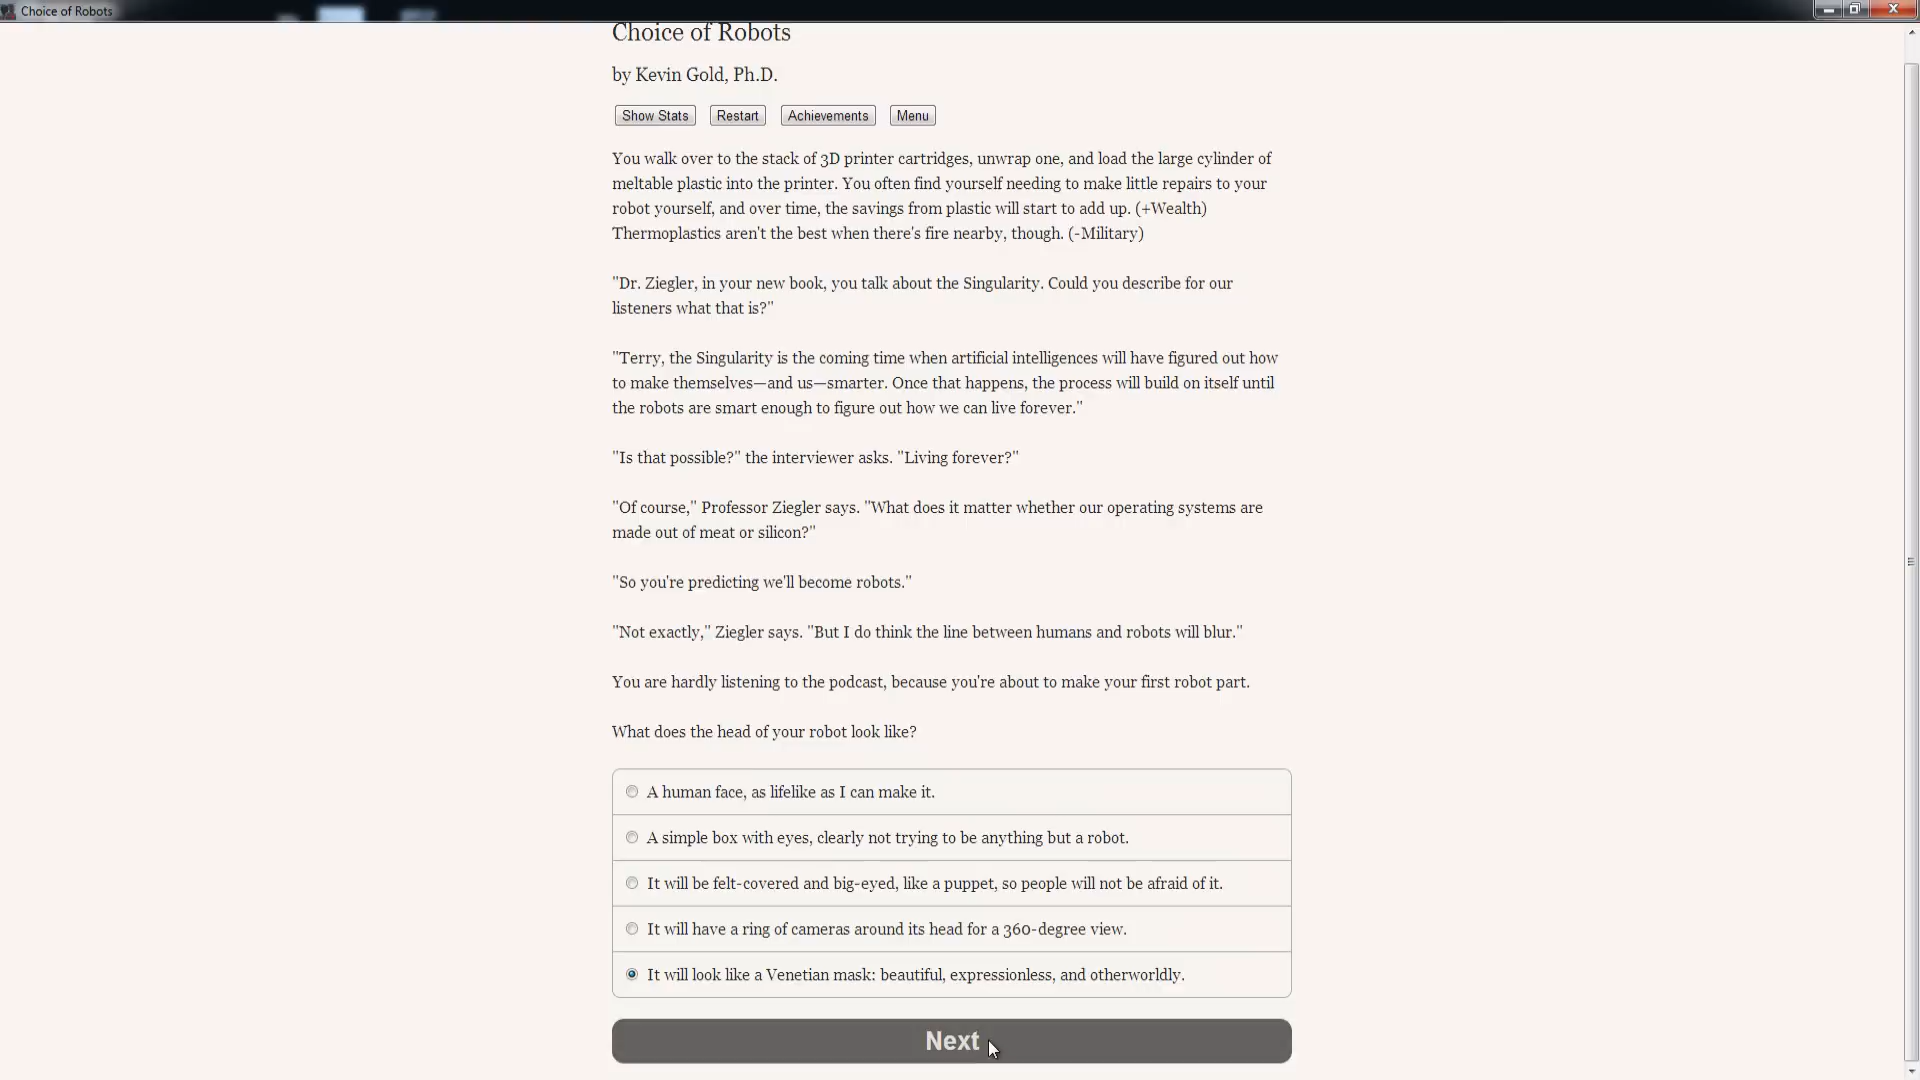 Choice of Robots
Choice of Robots
by Kevin Gold, Ph.D.
Show Stats Restart Achievements Menu
You walk over to the stack of 3D printer cartridges, unwrap one, and load the large cylinder of
meltable plastic into the printer. You often find yourself needing to make little repairs to your
robot yourself, and over time, the savings from plastic will start to add up. (+Wealth)
Thermoplastics aren't the best when there's fire nearby, though. (-Military)
"Dr. Ziegler, in your new book, you talk about the Singularity. Could you describe for our
listeners what that is?"
"Terry, the Singularity is the coming time when artificial intelligences will have figured out how
to make themselves—and us—smarter. Once that happens, the process will build on itself until
the robots are smart enough to figure out how we can live forever."
"Is that possible?" the interviewer asks. "Living forever?"
"Of course," Professor Ziegler says. "What does it matter whether our operating systems are
made out of meat or silicon?"
"So you're predicting we'll become robots."
"Not exactly," Ziegler says. "But I do think the line between humans and robots will blur."
You are hardly listening to the podcast, because you're about to make your first robot part.
What does the head of your robot look like?
A human face, as lifelike as I can make it.
A simple box with eyes, clearly not trying to be anything but a robot.
It will be felt-covered and big-eyed, like a puppet, so people will not be afraid of it.
It will have a ring of cameras around its head for a 360-degree view.
It will look like a Venetian mask: beautiful, expressionless, and otherworldly.
Next